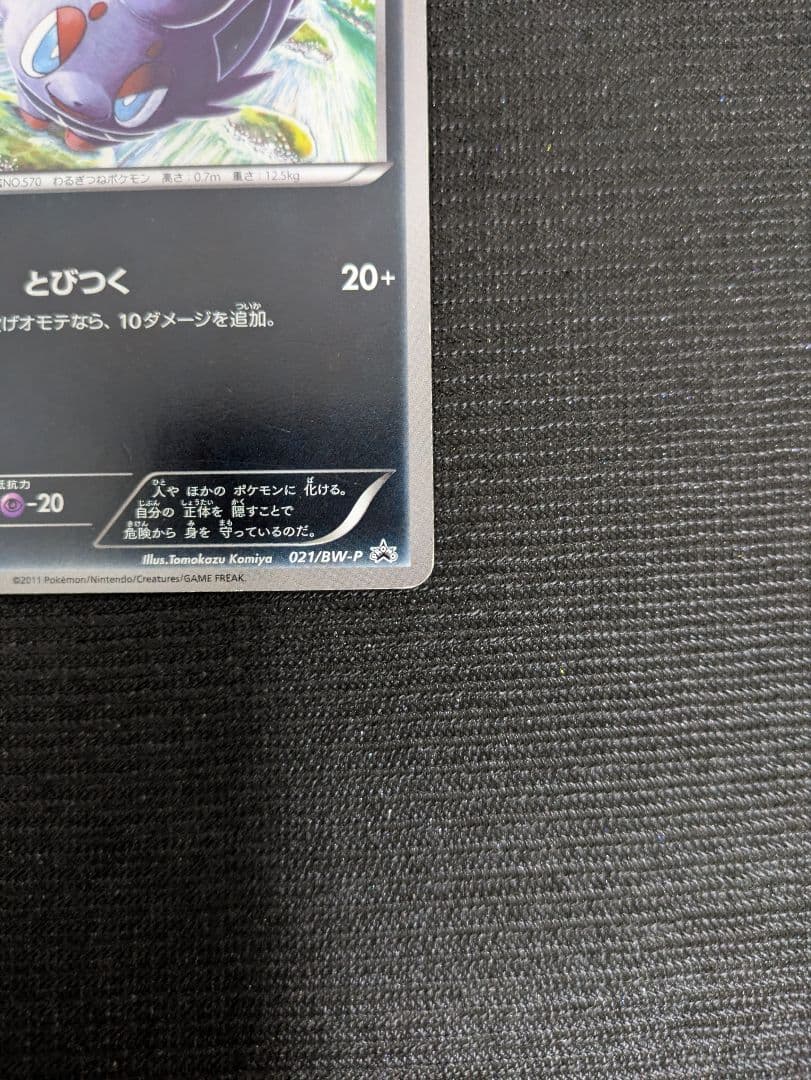 NO.570 わるぎつねポケモン 高さ:0.7m 重さ:12.5kg
とびつく 20+
げオモテなら、10ダメージを追加。
ついか
抵抗力
-20
人や ほかの ポケモンに 化ける。
自分の 正体を 隠すことで
危険から 身を 守っているのだ。
Illus.Tomokazu Komiya 021/BW-P PROMO
©2011 Pokémon/Nintendo/Creatures/GAME FREAK.